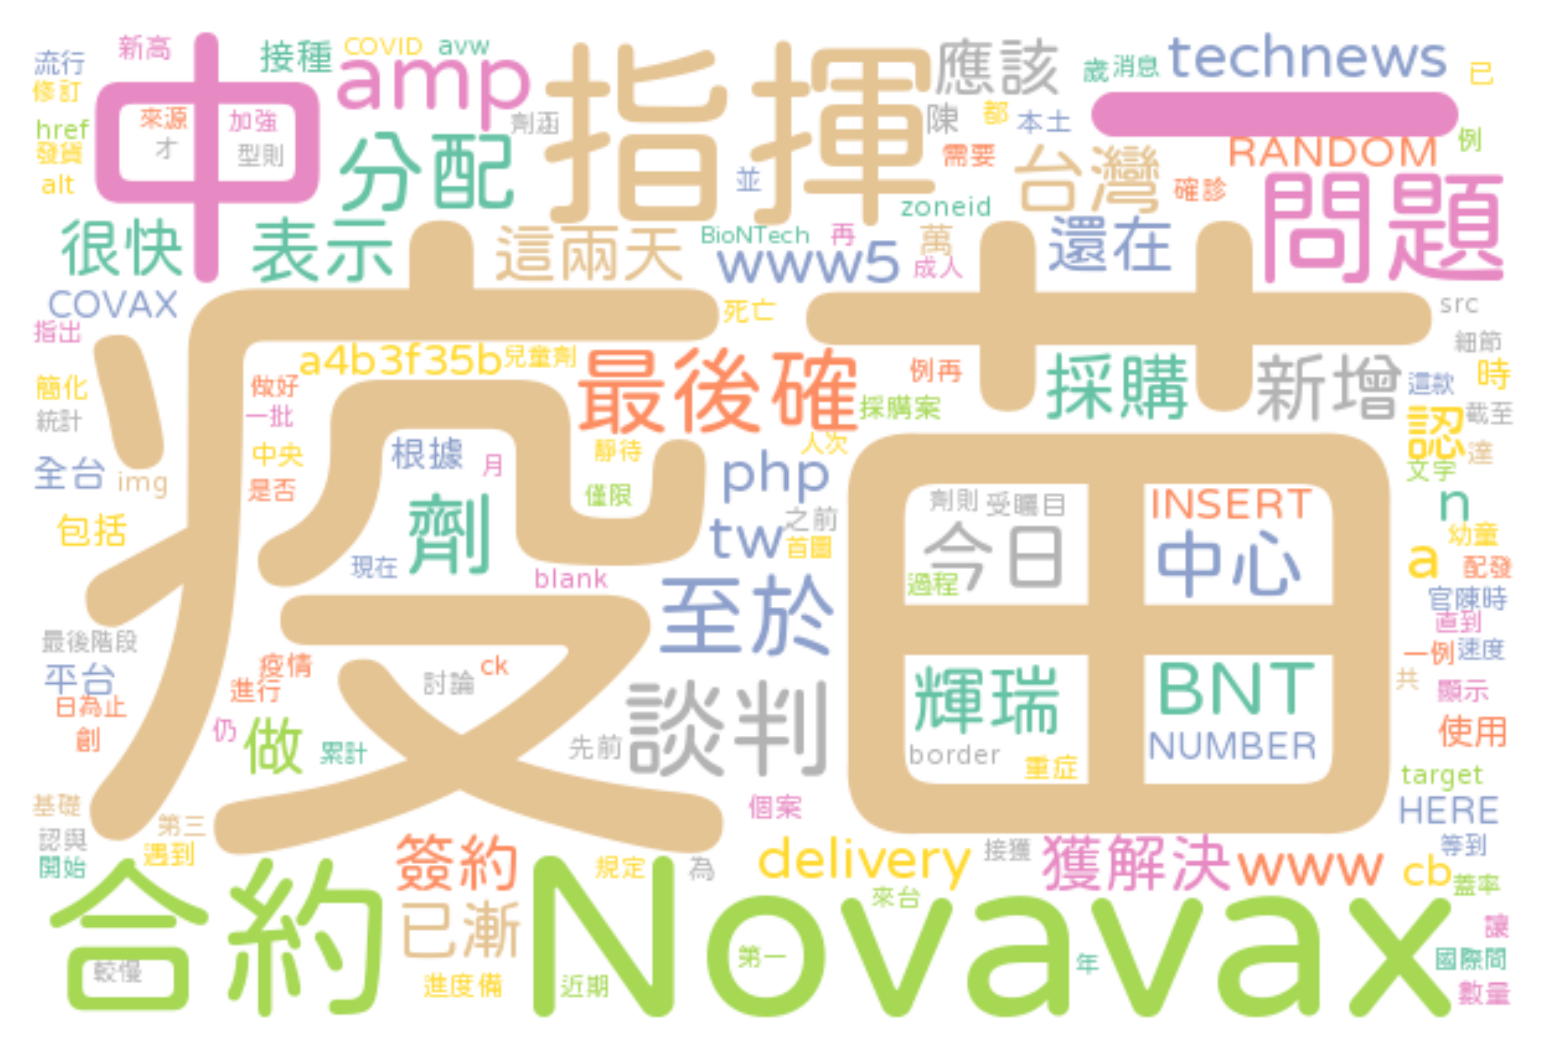 流行
新高
接種
COVID
avw
應該
歲
消息
technews
已
修訂
amp
指揮
中
一
href
來源
加強
劑涵
陳
都
本土
例
發貨
才
型則
分配
需要
台灣
RANDOM
alt
並
確診
問題
zoneid
很快
表示
這兩天
BioNTech
再
萬
還在
www5
成人
COVAX
死亡
src
指出
疫苗
細節
a4b3f35b
兒童劑
最後確
例再
採購
新增
這款
時
簡化
做好
採購案
截至
統計
一批
認
中央
根據
靜待
人次
達
全台
img
月
php
文字
是否
僅限
劑則
受矚目
INSERT
n
包括
劑
tw
之前
首圖
今日
中心
幼童
現在
blank
過程
a
配發
至於
官陳時
最後階段
直到
平台
疫情
ck
一例
速度
進行
討論
輝瑞
BNT
共
顯示
日為止
談判
創
仍
做
累計
先前
border
重症
NUMBER
使用
target
基礎
第三
個案
HERE
認與
遇到
簽約
規定
為
delivery
接獲
獲解決
www
等到
開始
cb
蓋率
合約
已漸
Novavax
來台
讓
較慢
第一
年
國際間
進度備
近期
數量